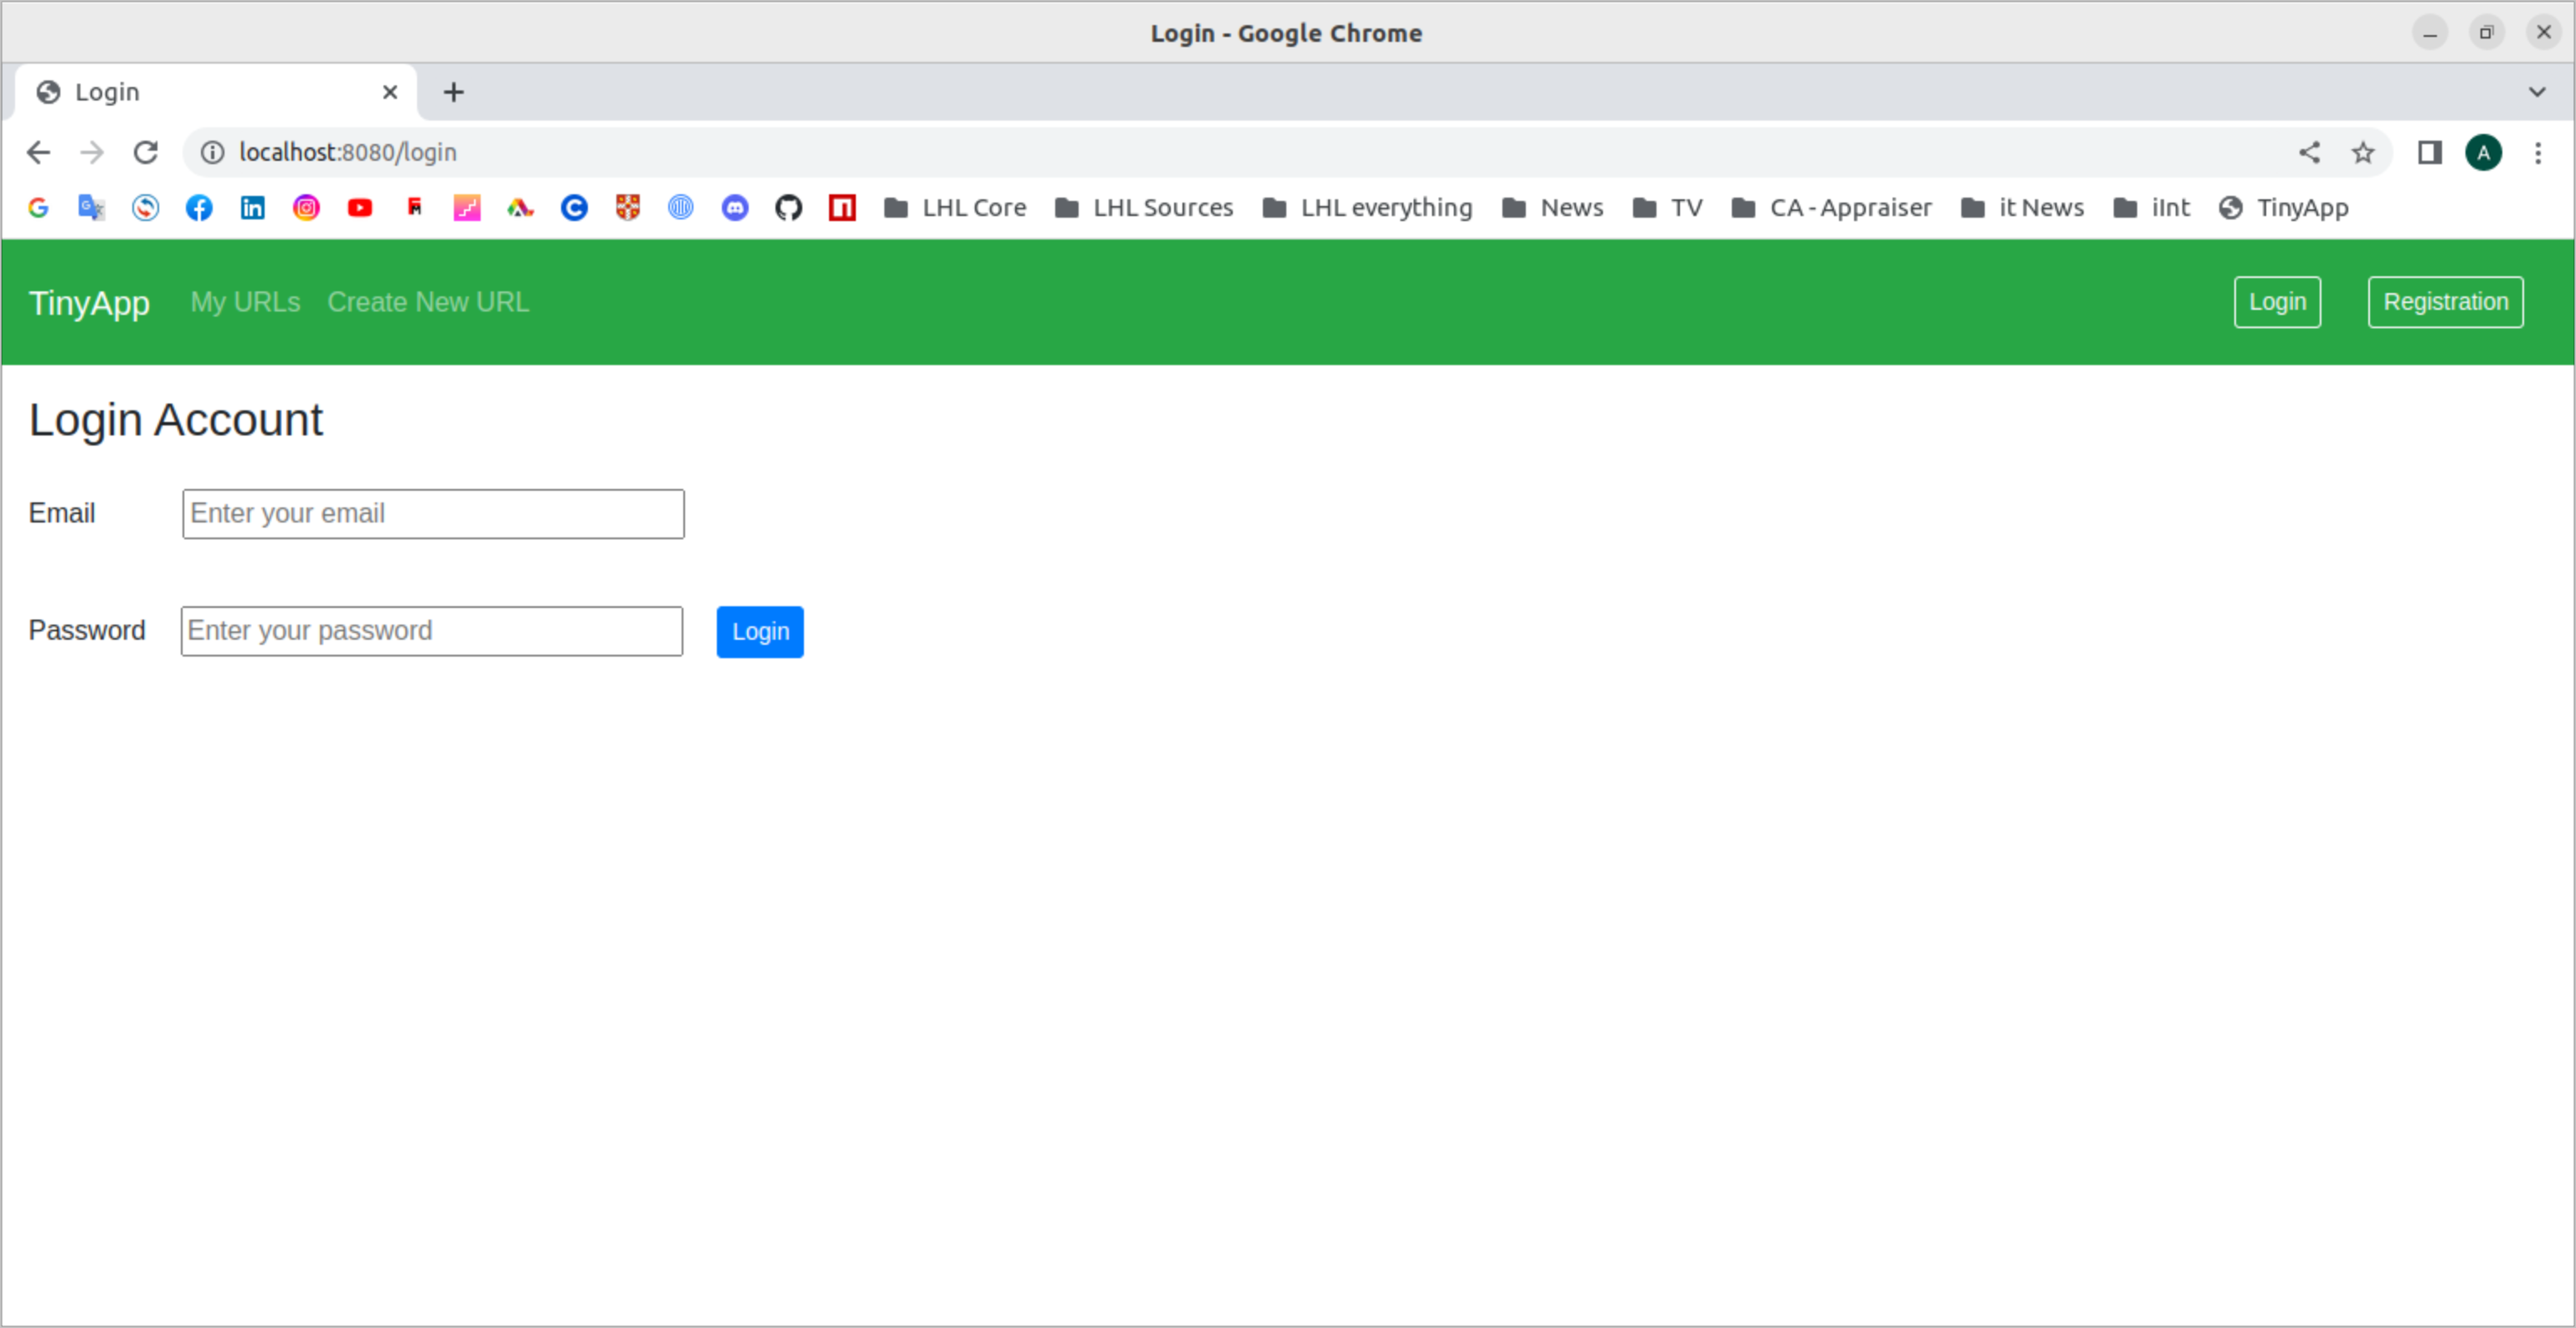 Login - Google Chrome
Login
localhost:8080/login
A
LHL Core LHL Sources LHL everything News TV CA - Appraiser it News iInt TinyApp
TinyApp My URLs Create New URL Login Registration
Login Account
Email Enter your email
Password Enter your password Login